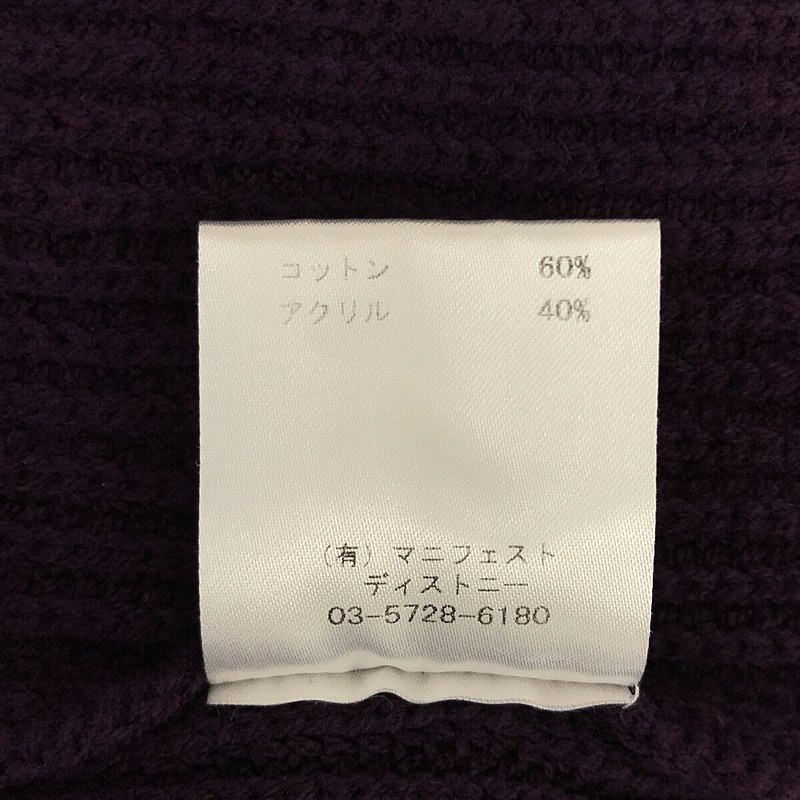 コットン 60%
アクリル 40%
(有) マニフェスト
ディストニー
03-5728-6180